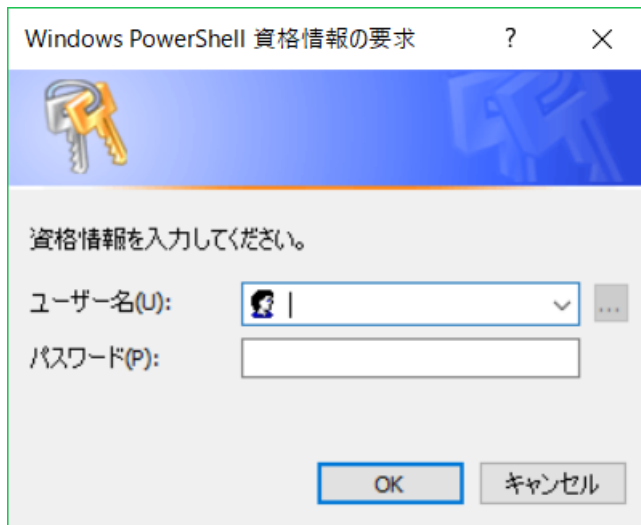 Windows PowerShell 資格情報の要求
資格情報を入力してください。
ユーザー名(U):
...
パスワード(P):
OK キャンセル